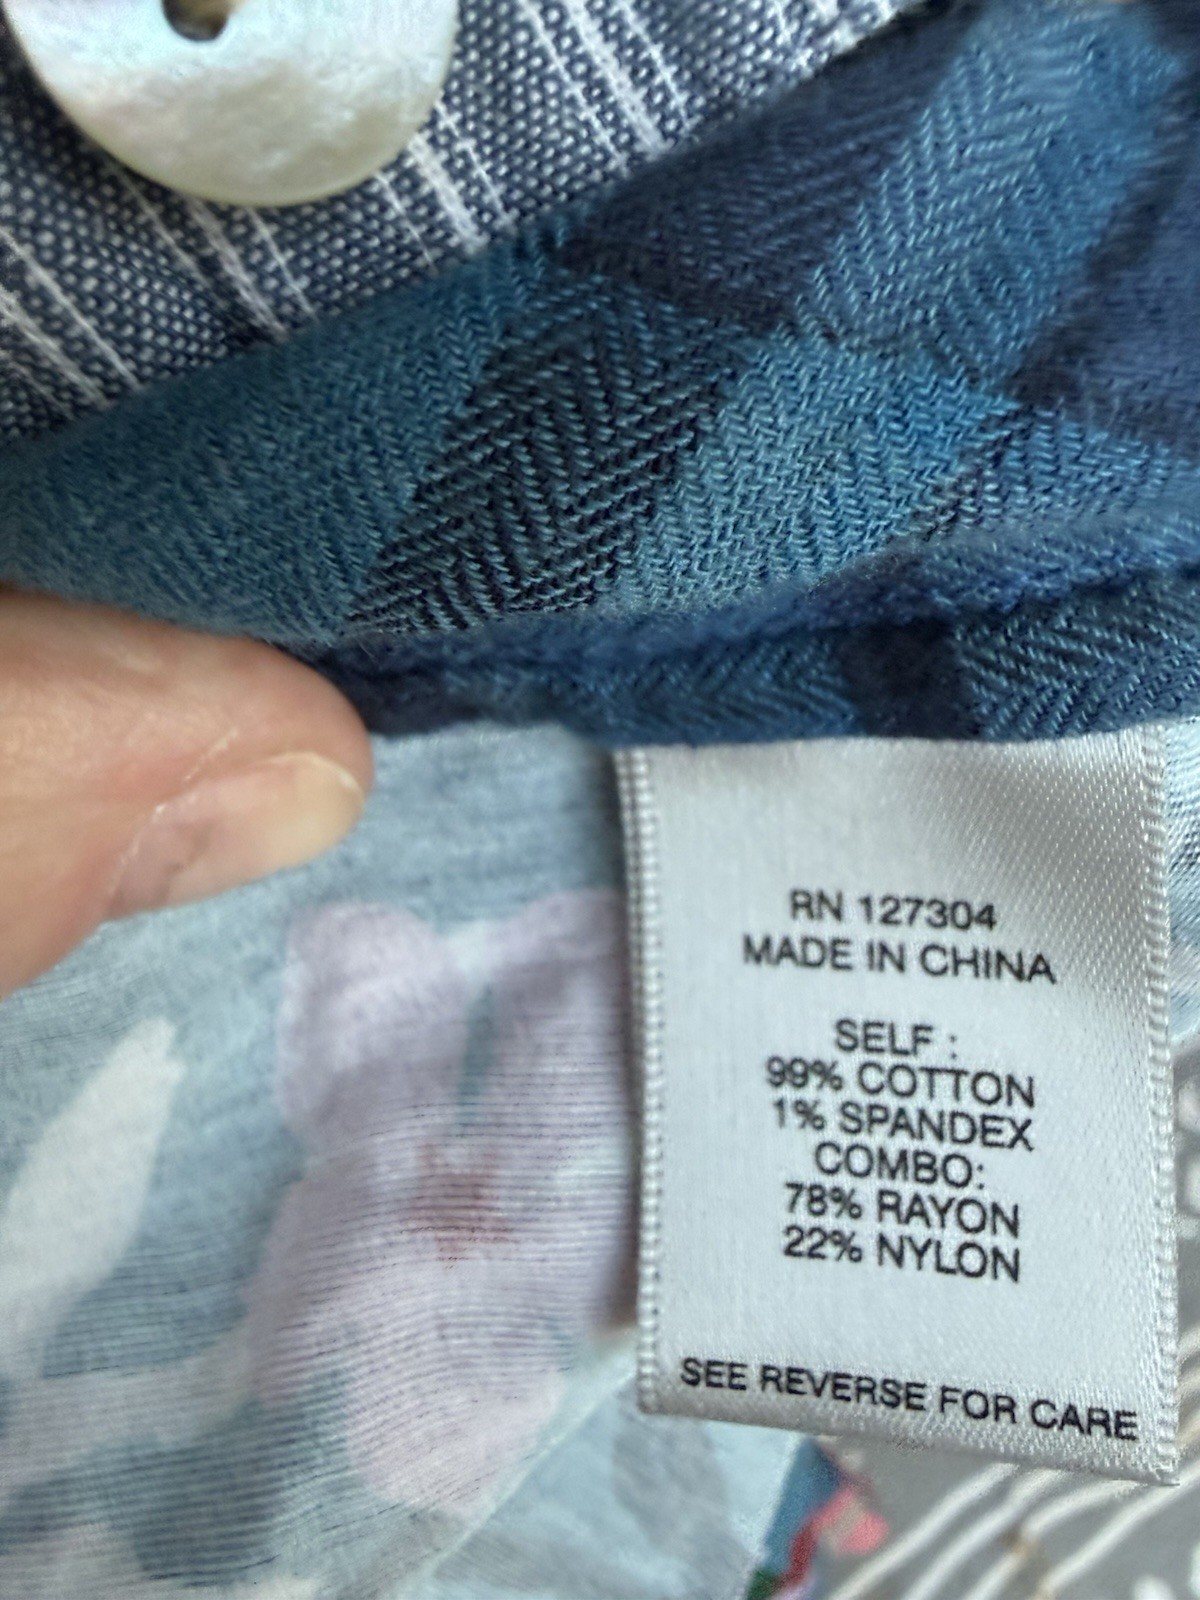 RN 127304
MADE IN CHINA
SELF :
99% COTTON
1% SPANDEX
COMBO:
78% RAYON
22% NYLON
SEE REVERSE FOR CARE